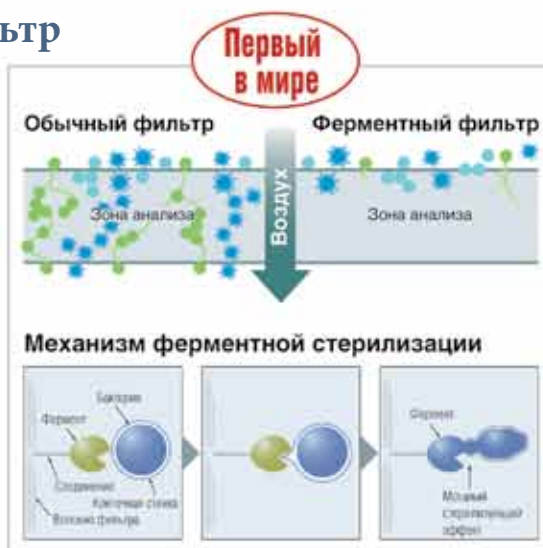 ьтр
Первый
в мире
Обычный фильтр
Ферментный фильтр
Зона анализа
Воздух
Зона анализа
Механизм ферментной стерилизации
Бактерия
Фермент
Соединение
Клеточная стенка
Волокно фильтра
Фермент
Мощный
стерилизующий
эффект